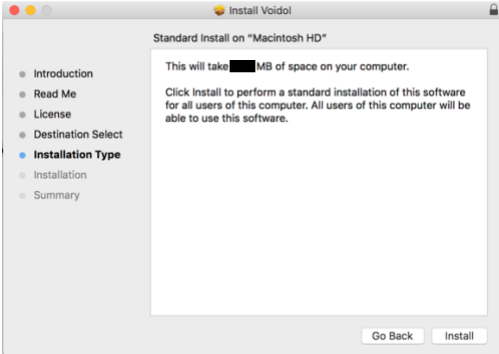 Install Voidol
Standard Install on “Macintosh HD”
Introduction
Read Me
License
Destination Select
Installation Type
Installation
Summary
This will take MB of space on your computer.
Click Install to perform a standard installation of this software
for all users of this computer. All users of this computer will be
able to use this software.
Go Back
Install